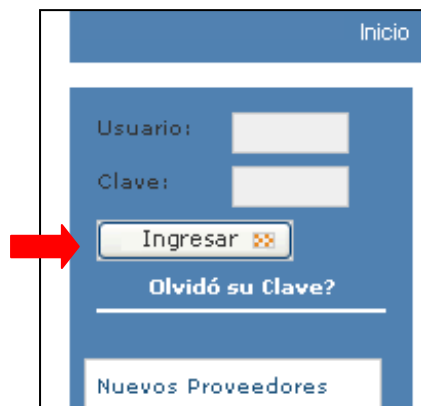 Inicio
Usuario:
Clave:
Ingresar
Olvidó su Clave?
Nuevos Proveedores